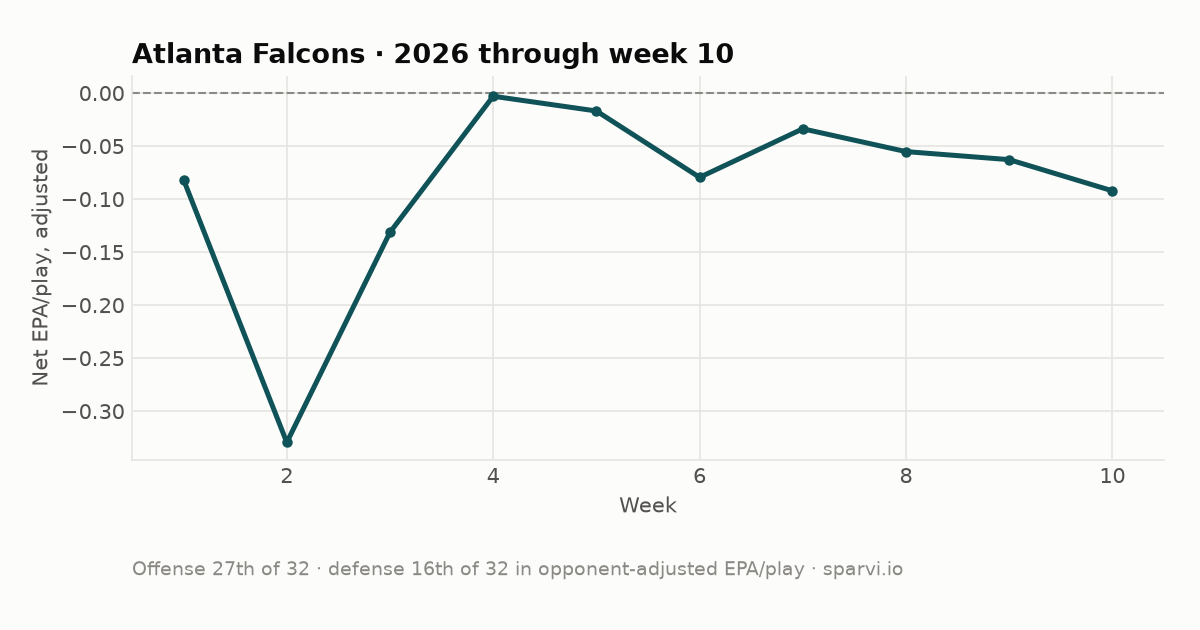 Atlanta Falcons · 2026 through week 10
Net EPA/play, adjusted
0.00
−0.05
−0.10
−0.15
−0.20
−0.25
−0.30
2 4 6 8 10
Week
Offense 27th of 32 · defense 16th of 32 in opponent-adjusted EPA/play · sparvi.io